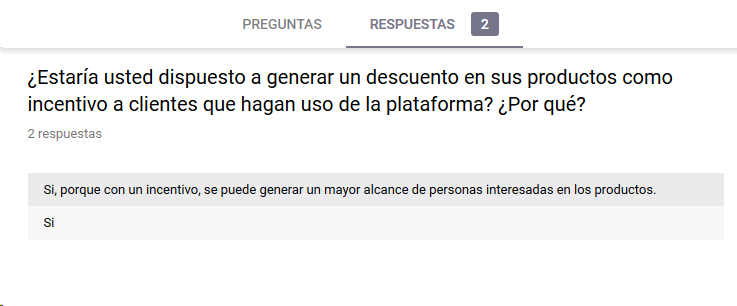 PREGUNTAS RESPUESTAS 2
¿Estaría usted dispuesto a generar un descuento en sus productos como
incentivo a clientes que hagan uso de la plataforma? ¿Por qué?
2 respuestas
Si, porque con un incentivo, se puede generar un mayor alcance de personas interesadas en los productos.
Si